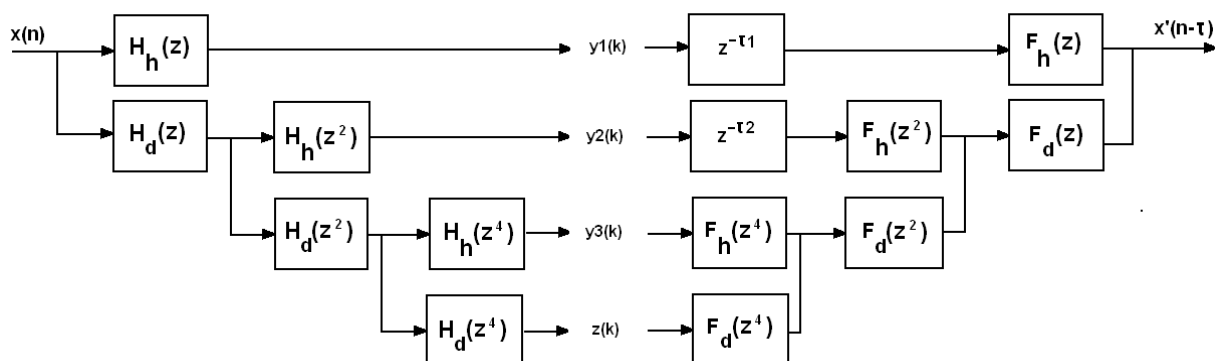 x(n)
H_h(z)
y1(k)
z^-τ1
F_h(z)
x'(n-τ)
H_d(z)
H_h(z²)
y2(k)
z^-τ2
F_h(z²)
F_d(z)
H_d(z²)
H_h(z⁴)
y3(k)
F_h(z⁴)
F_d(z²)
H_d(z⁴)
z(k)
F_d(z⁴)